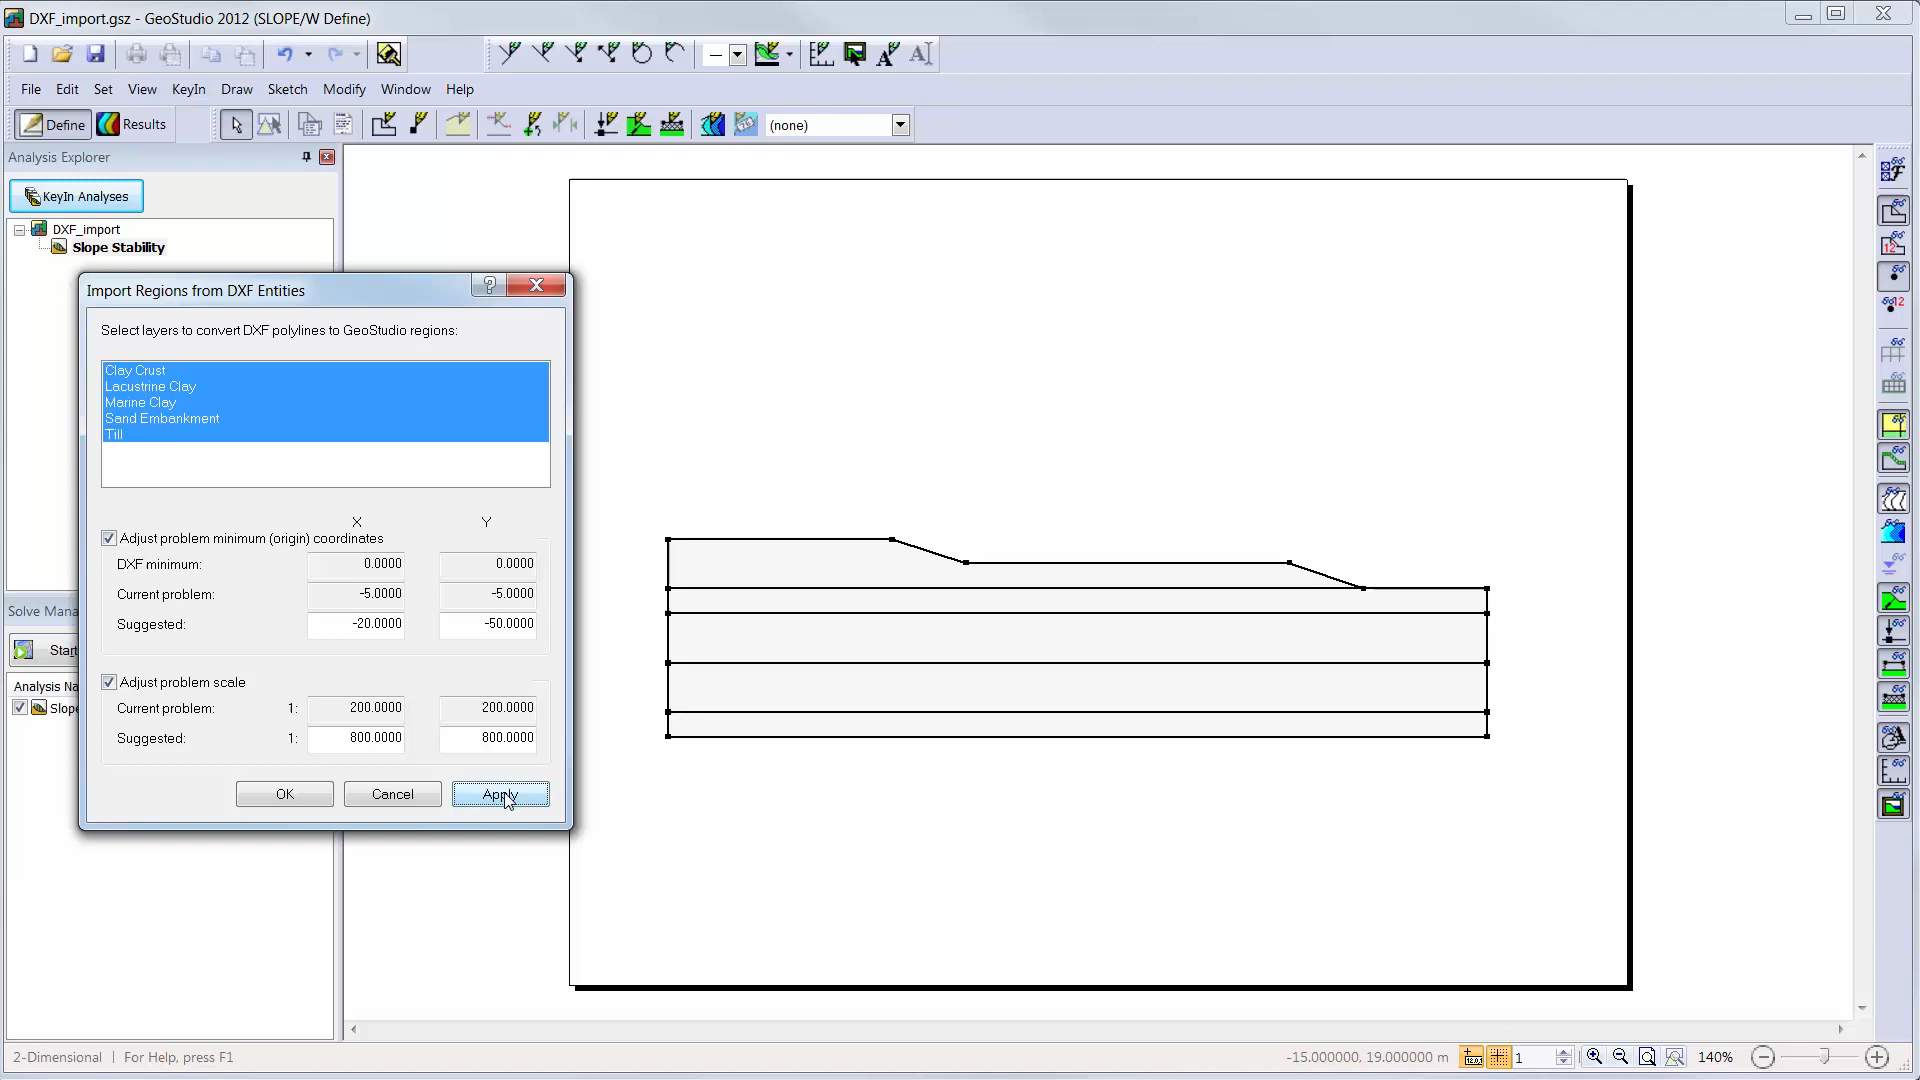 DXF_import.gsz - GeoStudio 2012 (SLOPE/W Define)
File Edit Set View KeyIn Draw Sketch Modify Window Help
Define Results (none)
Analysis Explorer
KeyIn Analyses
DXF_import
Slope Stability
Import Regions from DXF Entities
Select layers to convert DXF polylines to GeoStudio regions:
Clay Crust
Lacustrine Clay
Marine Clay
Sand Embankment
Till
X Y
Adjust problem minimum (origin) coordinates
DXF minimum: 0.0000 0.0000
Current problem: -5.0000 -5.0000
Suggested: -20.0000 -50.0000
Adjust problem scale
Current problem: 1: 200.0000 200.0000
Suggested: 1: 800.0000 800.0000
OK Cancel Apply
Solve Mana
Start
Analysis Na
Slope
2-Dimensional | For Help, press F1
-15.000000, 19.000000 m 1 140%